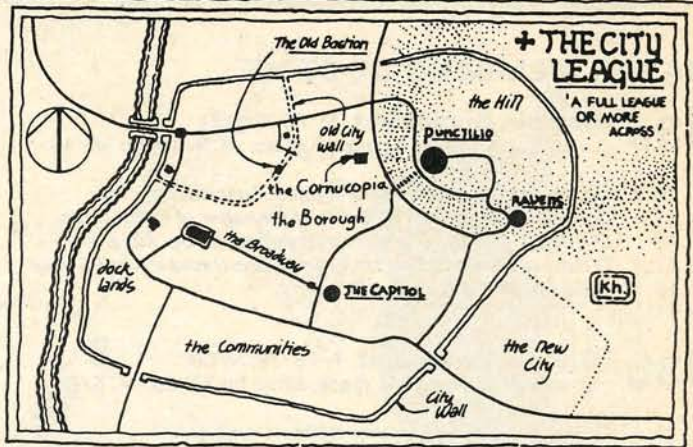 + THE CITY
LEAGUE
'A FULL LEAGUE
OR MORE
ACROSS'
The Old Bastion
the Hill
old City
Wall
PUNCTILIO
the Cornucopia
the Borough
RAVENS
the Broadway
dock
lands
THE CAPITOL
Kh.
the Communities
the New
City
City
Wall